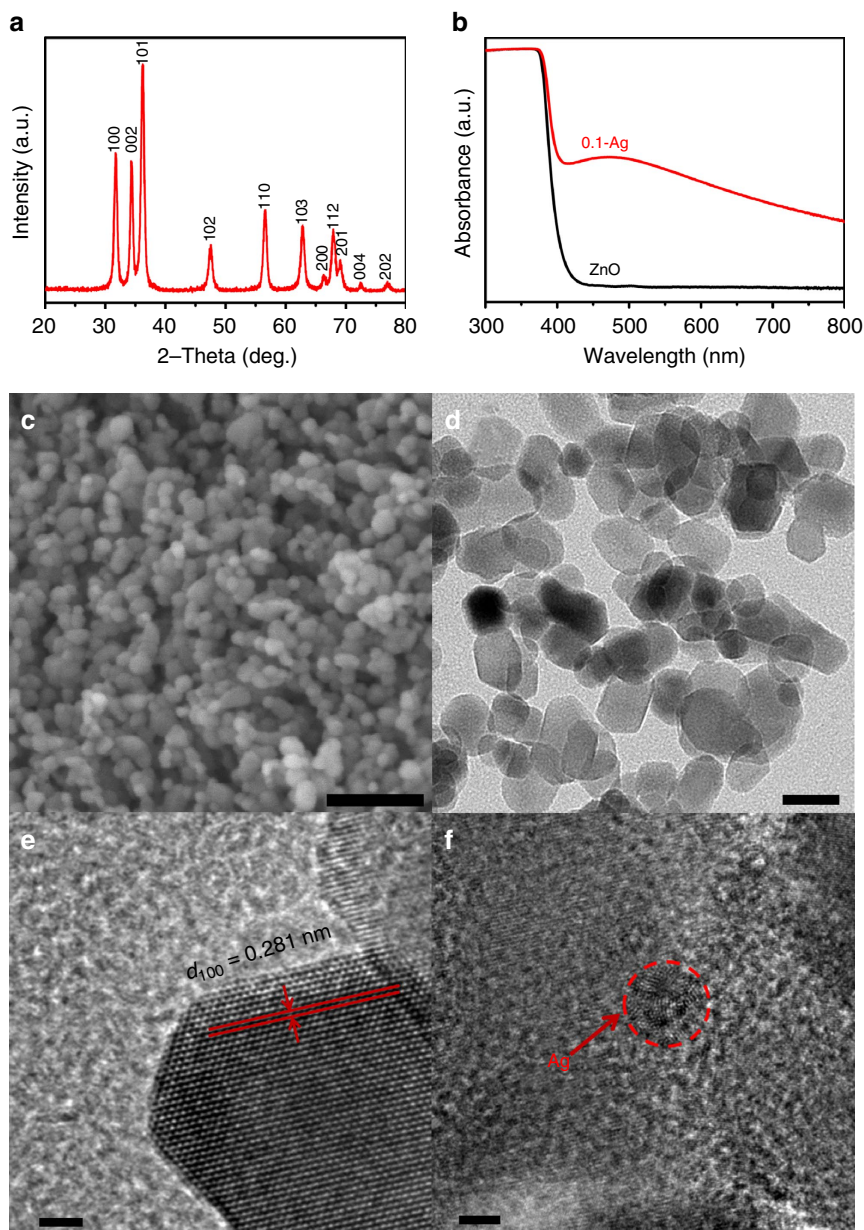 a
Intensity (a.u.)
100
002
101
102
110
103
200
112
201
004
202
20 30 40 50 60 70 80
2–Theta (deg.)
b
Absorbance (a.u.)
0.1-Ag
ZnO
300 400 500 600 700 800
Wavelength (nm)
c
d
e
d100 = 0.281 nm
f
Ag